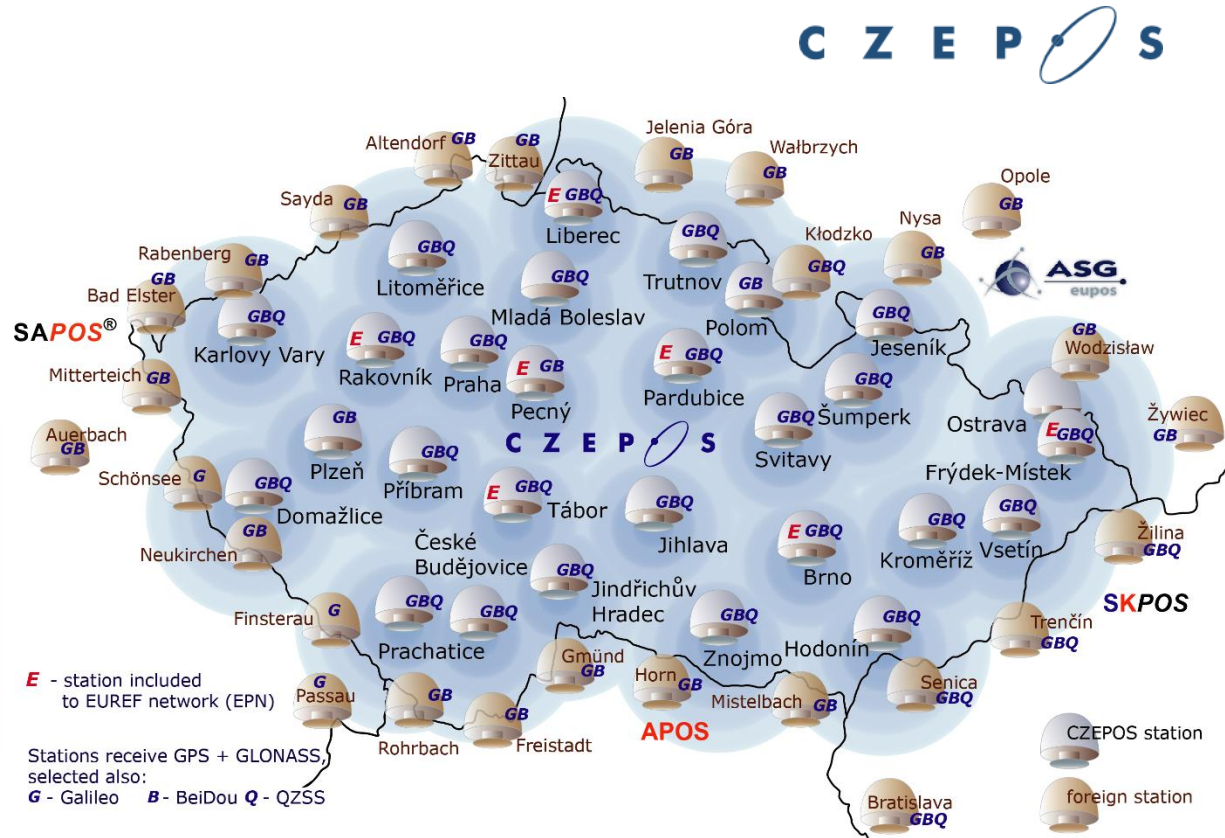 CZEPOS
Altendorf GB
GB
Zittau
Jelenia Góra
GB
Wałbrzych
GB
Opole
GB
Sayda
GB
E GBQ
Liberec
Nysa
GB
Kłodzko
GBQ
GBQ
Trutnov
GBQ
Litoměřice
Rabenberg
GB
GB
Bad Elster
GBQ
Mladá Boleslav
GB
Polom
ASG
eupos
SAPOS®
GBQ
Karlovy Vary
E GBQ
Rakovník
GBQ
Praha
E GB
Pecný
E GBQ
Pardubice
GBQ
Jeseník
GB
Wodzisław
Mitterteich
GB
GBQ
Šumperk
Ostrava
Żywiec
GB
Auerbach
GB
GB
Plzeň
CZEPOS
GBQ
Svitavy
E GBQ
Frýdek-Místek
Schönsee
G
GBQ
Domažlice
GBQ
Příbram
E GBQ
Tábor
GBQ
Jihlava
GBQ
Kroměříž
GBQ
Vsetín
Žilina
GBQ
Neukirchen
GB
České
Budějovice
GBQ
Jindřichův
Hradec
E GBQ
Brno
SKPOS
Finsterau
G
GBQ
Prachatice
GBQ
GBQ
Znojmo
GBQ
Hodonín
Trenčín
GBQ
Gmünd
GB
Horn
GB
Mistelbach
GB
Senica
GBQ
E - station included
to EUREF network (EPN)
G
Passau
GB
Rohrbach
GB
Freistadt
APOS
CZEPOS station
Stations receive GPS + GLONASS,
selected also:
G - Galileo B - BeiDou Q - QZSS
Bratislava
GBQ
foreign station